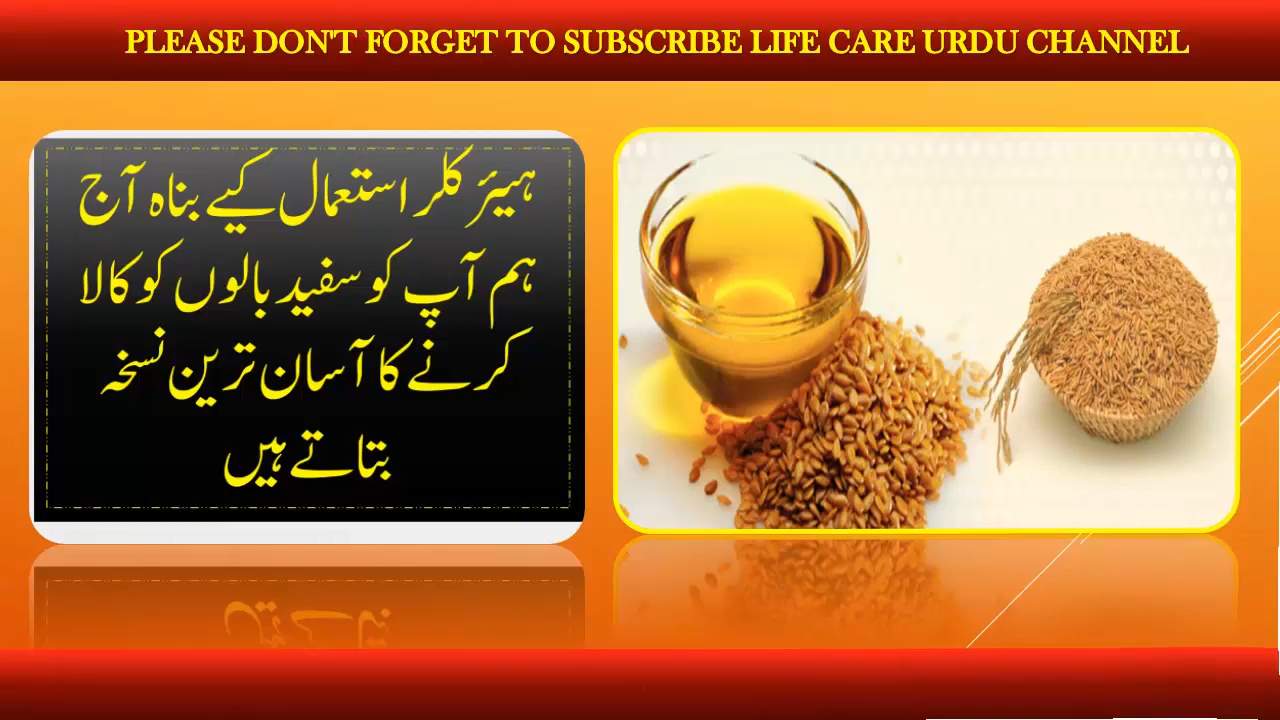 PLEASE DON'T FORGET TO SUBSCRIBE LIFE CARE URDU CHANNEL
ہیئر کلر استعمال کیے بناہ آج
ہم آپ کو سفید بالوں کو کالا
کرنے کا آسان ترین نسخہ
بتاتے ہیں